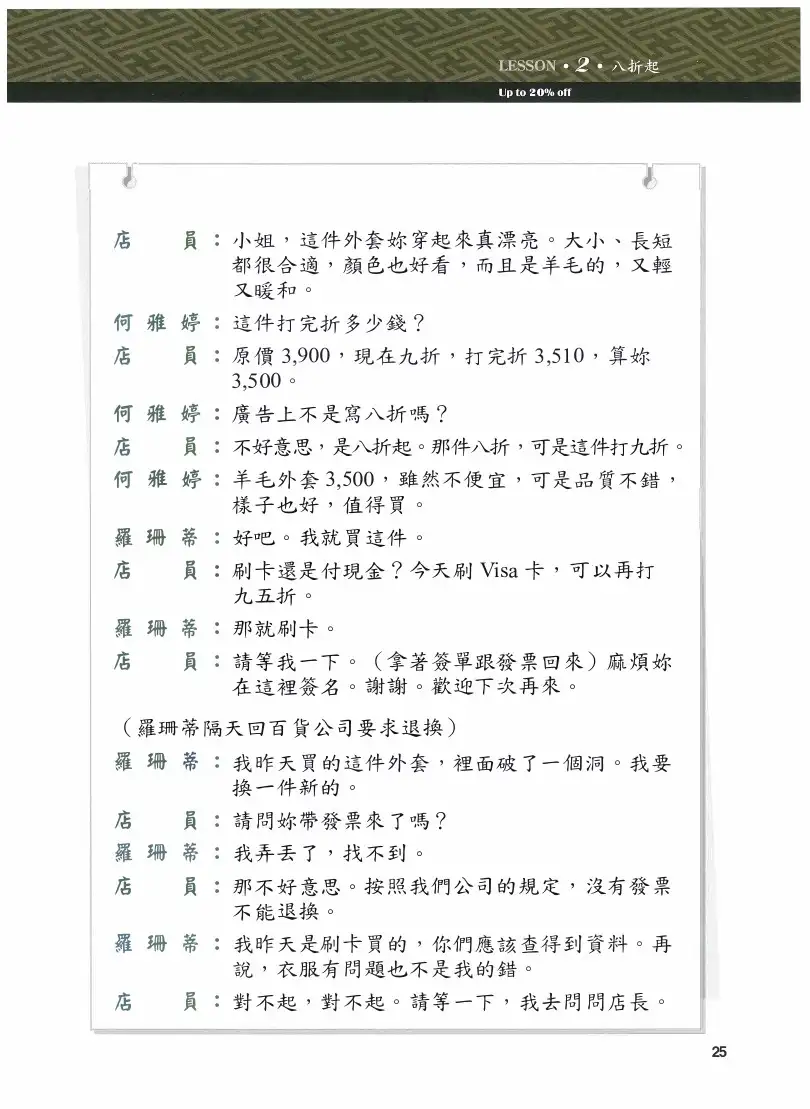 LESSON • 2 • 八折起
Up to 20% off
店員：小姐，這件外套妳穿起來真漂亮。大小、長短
都很合適，顏色也好看，而且是羊毛的，又輕
又暖和。
何雅婷：這件打完折多少錢？
店員：原價 3,900，現在九折，打完折 3,510，算妳
3,500。
何雅婷：廣告上不是寫八折嗎？
店員：不好意思，是八折起。那件八折，可是這件打九折。
何雅婷：羊毛外套 3,500，雖然不便宜，可是品質不錯，
樣子也好，值得買。
羅珊蒂：好吧。我就買這件。
店員：刷卡還是付現金？今天刷 Visa 卡，可以再打
九五折。
羅珊蒂：那就刷卡。
店員：請等我一下。（拿著簽單跟發票回來）麻煩妳
在這裡簽名。謝謝。歡迎下次再來。
（羅珊蒂隔天回百貨公司要求退換）
羅珊蒂：我昨天買的這件外套，裡面破了一個洞。我要
換一件新的。
店員：請問妳帶發票來了嗎？
羅珊蒂：我弄丟了，找不到。
店員：那不好意思。按照我們公司的規定，沒有發票
不能退換。
羅珊蒂：我昨天是刷卡買的，你們應該查得到資料。再
說，衣服有問題也不是我的錯。
店員：對不起，對不起。請等一下，我去問問店長。
25